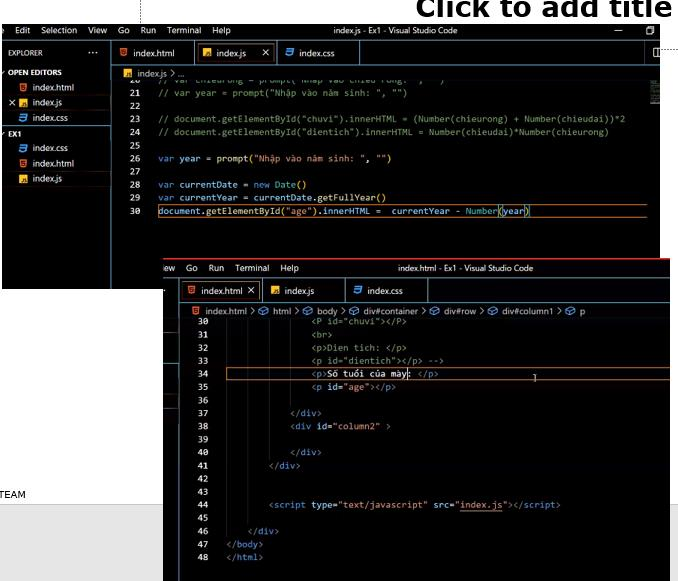 Click to add title
Edit Selection View Go Run Terminal Help index.js - Ex1 - Visual Studio Code
EXPLORER ... index.html index.js × index.css
OPEN EDITORS
index.js > ...
index.html
× index.js
index.css
EX1
index.css
index.html
index.js
20 // var chieurong = prompt("Nhập vào chiều rộng: ", "")
21 // var year = prompt("Nhập vào năm sinh: ", "")
22
23 // document.getElementById("chuvi").innerHTML = (Number(chieurong) + Number(chieudai))*2
24 // document.getElementById("dientich").innerHTML = Number(chieudai)*Number(chieurong)
25
26 var year = prompt("Nhập vào năm sinh: ", "")
27
28 var currentDate = new Date()
29 var currentYear = currentDate.getFullYear()
30 document.getElementById("age").innerHTML = currentYear - Number(year)
ew Go Run Terminal Help index.html - Ex1 - Visual Studio Code
index.html × index.js index.css
index.html > html > body > div#container > div#row > div#column1 > p
30 <P id="chuvi"></P>
31 <br>
32 <p>Dien tich: </p>
33 <p id="dientich"></p> -->
34 <p>Số tuổi của mày: </p>
35 <p id="age"></p>
36
37 </div>
38 <div id="column2" >
39
40 </div>
41 </div>
42
43
44 <script type="text/javascript" src="index.js"></script>
45
46 </div>
47 </body>
48 </html>
TEAM